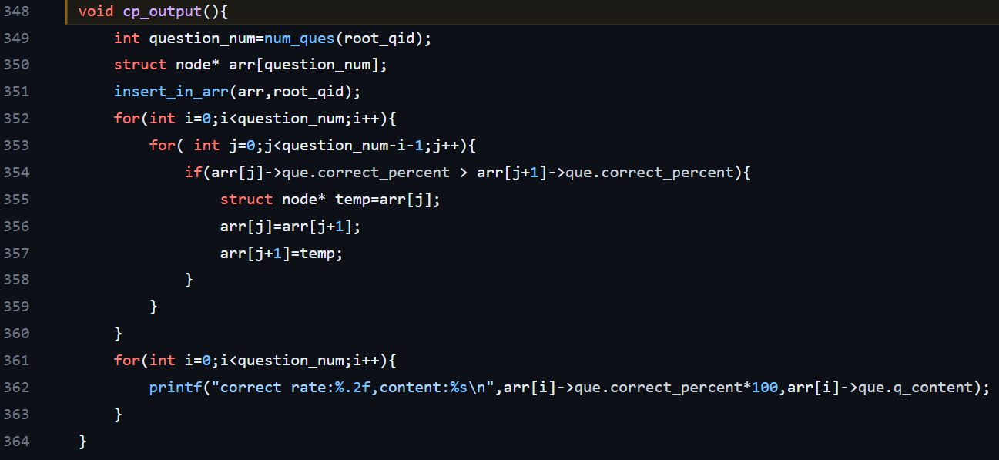 348 void cp_output(){
349 int question_num=num_ques(root_qid);
350 struct node* arr[question_num];
351 insert_in_arr(arr,root_qid);
352 for(int i=0;i<question_num;i++){
353 for( int j=0;j<question_num-i-1;j++){
354 if(arr[j]->que.correct_percent > arr[j+1]->que.correct_percent){
355 struct node* temp=arr[j];
356 arr[j]=arr[j+1];
357 arr[j+1]=temp;
358 }
359 }
360 }
361 for(int i=0;i<question_num;i++){
362 printf("correct rate:%.2f,content:%s\n",arr[i]->que.correct_percent*100,arr[i]->que.q_content);
363 }
364 }